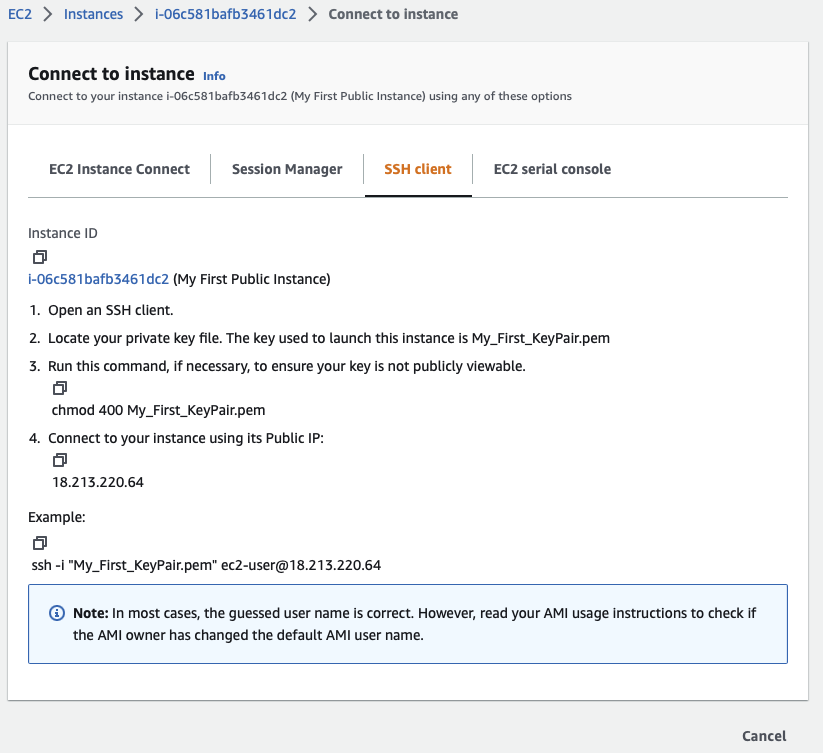 EC2 > Instances > i-06c581bafb3461dc2 > Connect to instance
Connect to instance Info
Connect to your instance i-06c581bafb3461dc2 (My First Public Instance) using any of these options
EC2 Instance Connect Session Manager SSH client EC2 serial console
Instance ID
i-06c581bafb3461dc2 (My First Public Instance)
1. Open an SSH client.
2. Locate your private key file. The key used to launch this instance is My_First_KeyPair.pem
3. Run this command, if necessary, to ensure your key is not publicly viewable.
chmod 400 My_First_KeyPair.pem
4. Connect to your instance using its Public IP:
18.213.220.64
Example:
ssh -i "My_First_KeyPair.pem" ec2-user@18.213.220.64
Note: In most cases, the guessed user name is correct. However, read your AMI usage instructions to check if
the AMI owner has changed the default AMI user name.
Cancel